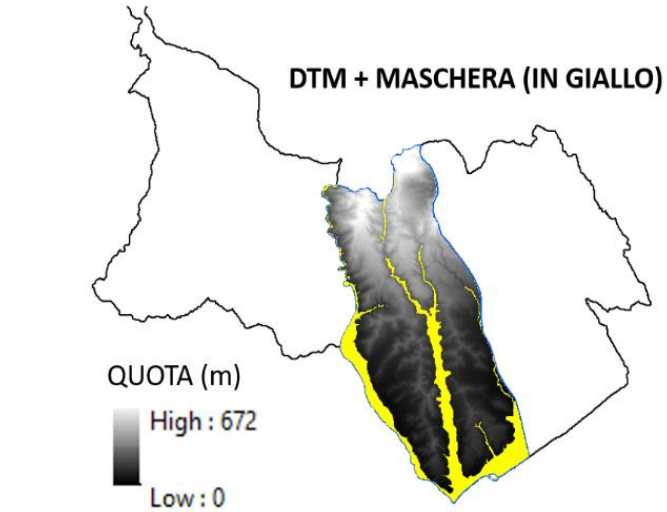 DTM + MASCHERA (IN GIALLO)
QUOTA (m)
High : 672
Low : 0